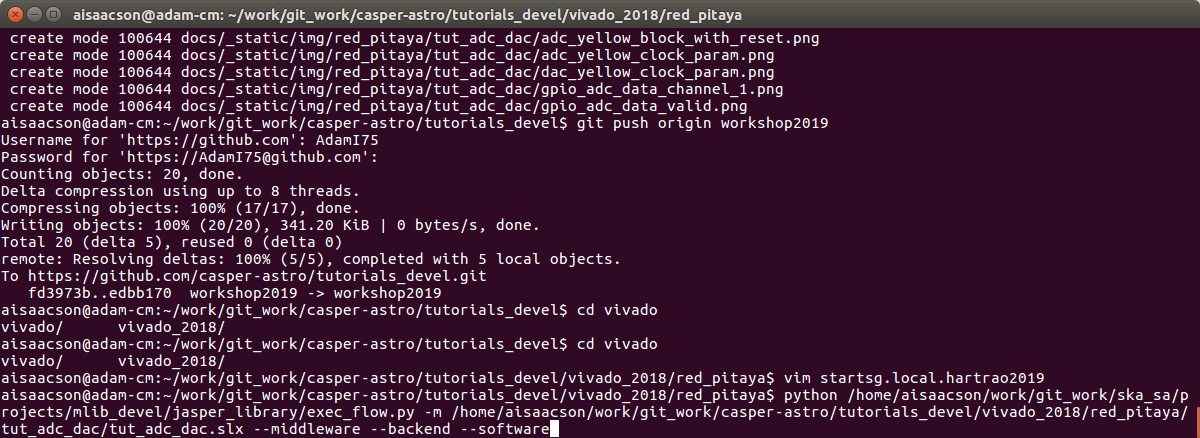 aisaacson@adam-cm: ~/work/git_work/casper-astro/tutorials_devel/vivado_2018/red_pitaya
 create mode 100644 docs/_static/img/red_pitaya/tut_adc_dac/adc_yellow_block_with_reset.png
 create mode 100644 docs/_static/img/red_pitaya/tut_adc_dac/adc_yellow_clock_param.png
 create mode 100644 docs/_static/img/red_pitaya/tut_adc_dac/dac_yellow_clock_param.png
 create mode 100644 docs/_static/img/red_pitaya/tut_adc_dac/gpio_adc_data_channel_1.png
 create mode 100644 docs/_static/img/red_pitaya/tut_adc_dac/gpio_adc_data_valid.png
aisaacson@adam-cm:~/work/git_work/casper-astro/tutorials_devel$ git push origin workshop2019
Username for 'https://github.com': AdamI75
Password for 'https://AdamI75@github.com':
Counting objects: 20, done.
Delta compression using up to 8 threads.
Compressing objects: 100% (17/17), done.
Writing objects: 100% (20/20), 341.20 KiB | 0 bytes/s, done.
Total 20 (delta 5), reused 0 (delta 0)
remote: Resolving deltas: 100% (5/5), completed with 5 local objects.
To https://github.com/casper-astro/tutorials_devel.git
   fd3973b..edbb170  workshop2019 -> workshop2019
aisaacson@adam-cm:~/work/git_work/casper-astro/tutorials_devel$ cd vivado
vivado/      vivado_2018/
aisaacson@adam-cm:~/work/git_work/casper-astro/tutorials_devel$ cd vivado
vivado/      vivado_2018/
aisaacson@adam-cm:~/work/git_work/casper-astro/tutorials_devel/vivado_2018/red_pitaya$ vim startsg.local.hartrao2019
aisaacson@adam-cm:~/work/git_work/casper-astro/tutorials_devel/vivado_2018/red_pitaya$ python /home/aisaacson/work/git_work/ska_sa/p
rojects/mlib_devel/jasper_library/exec_flow.py -m /home/aisaacson/work/git_work/casper-astro/tutorials_devel/vivado_2018/red_pitaya/
tut_adc_dac/tut_adc_dac.slx --middleware --backend --software